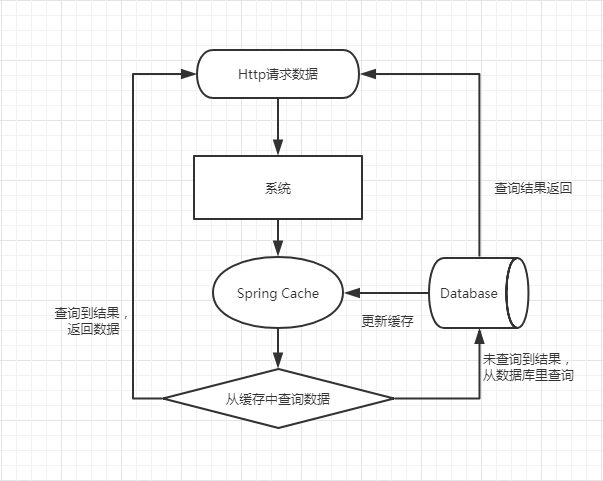 Http请求数据
系统
查询结果返回
Spring Cache
Database
查询到结果，
返回数据
更新缓存
未查询到结果，
从数据库里查询
从缓存中查询数据